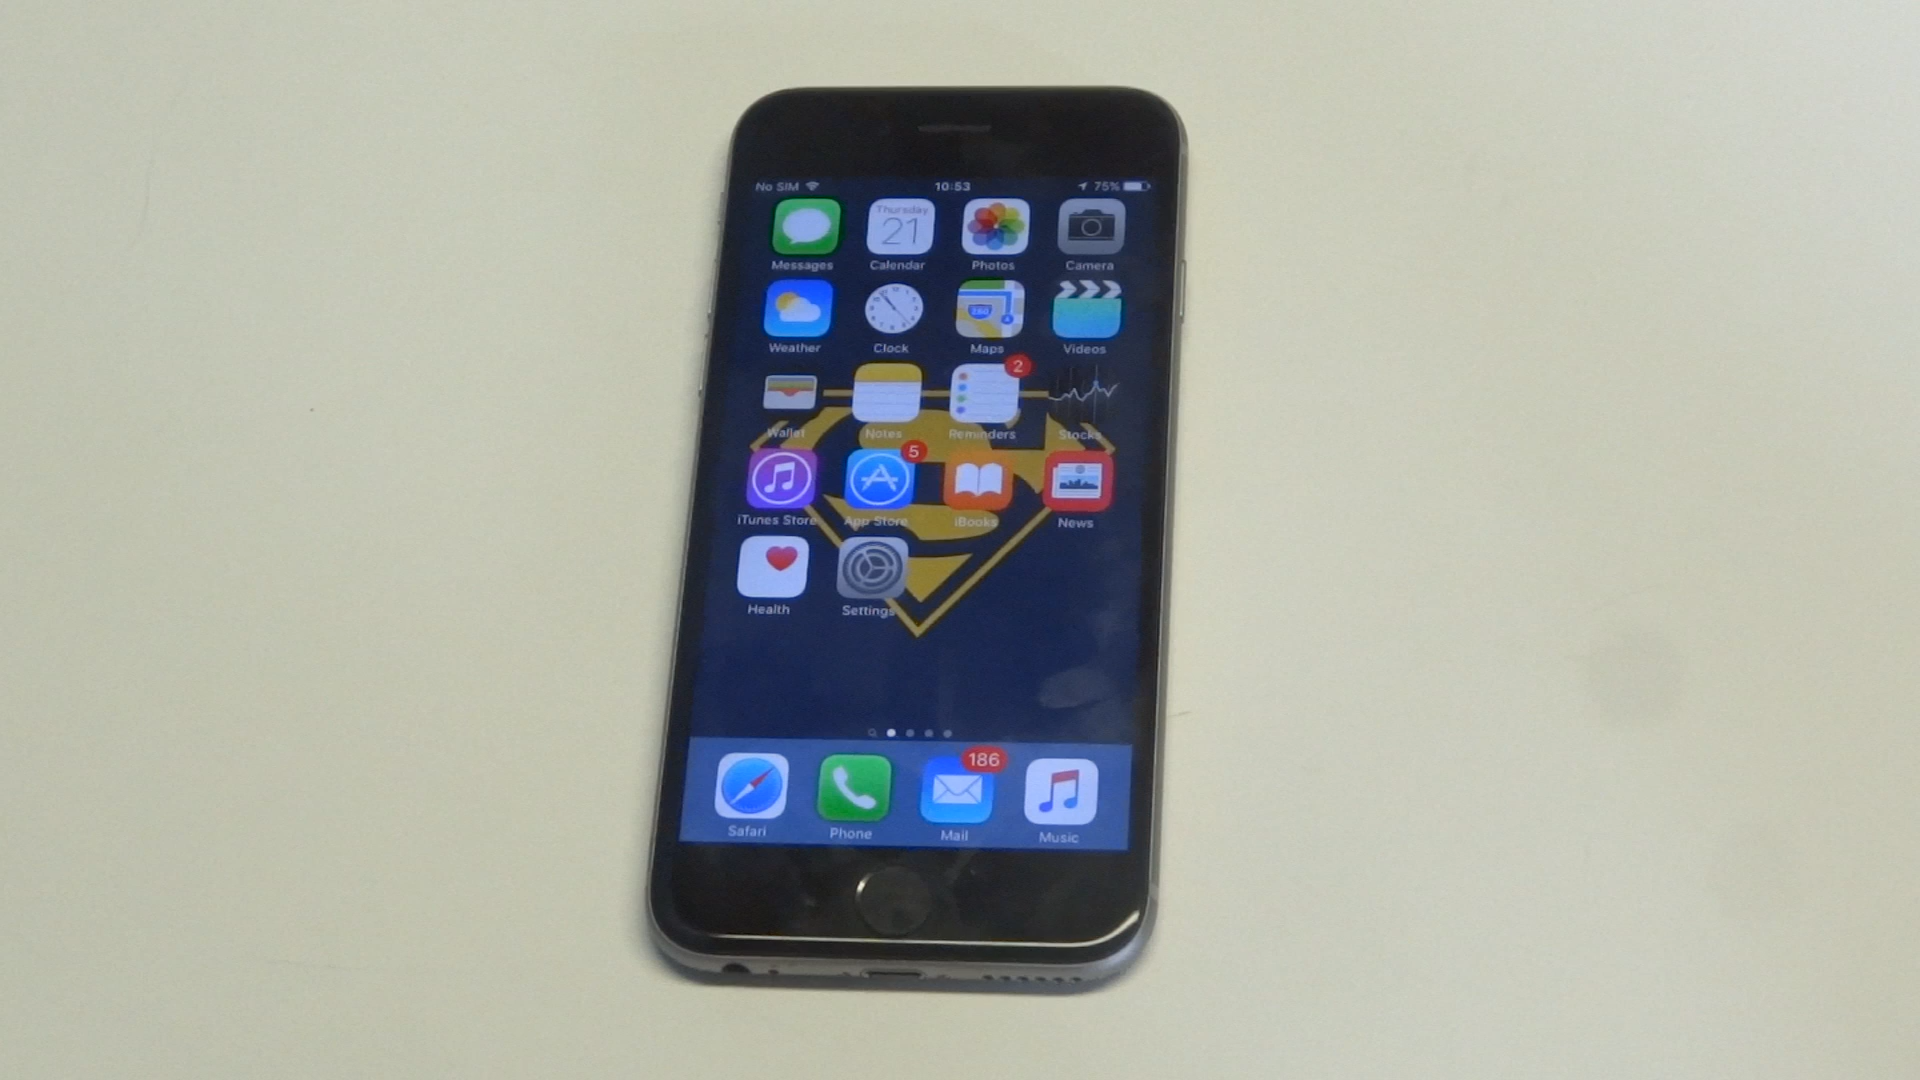 No SIM 10:53 75%
Thursday
21
Messages Calendar Photos Camera
280
Weather Clock Maps Videos
2
Wallet Notes Reminders Stocks
5
iTunes Store App Store iBooks News
Health Settings
186
Safari Phone Mail Music